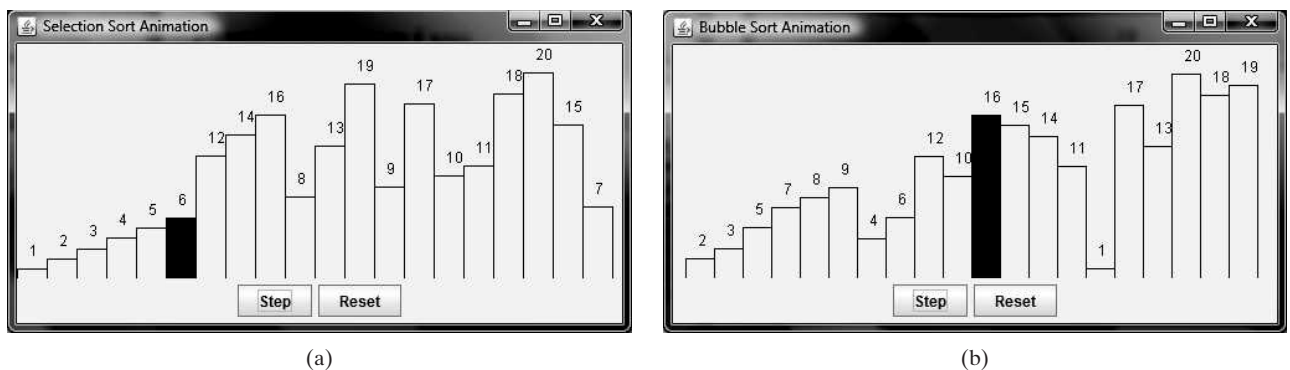 Selection Sort Animation
1 2 3 4 5 6 12 14 16 8 13 19 9 17 10 11 18 20 15 7
Step Reset
(a)
Bubble Sort Animation
2 3 5 7 8 9 4 6 12 10 16 15 14 11 1 17 13 20 18 19
Step Reset
(b)